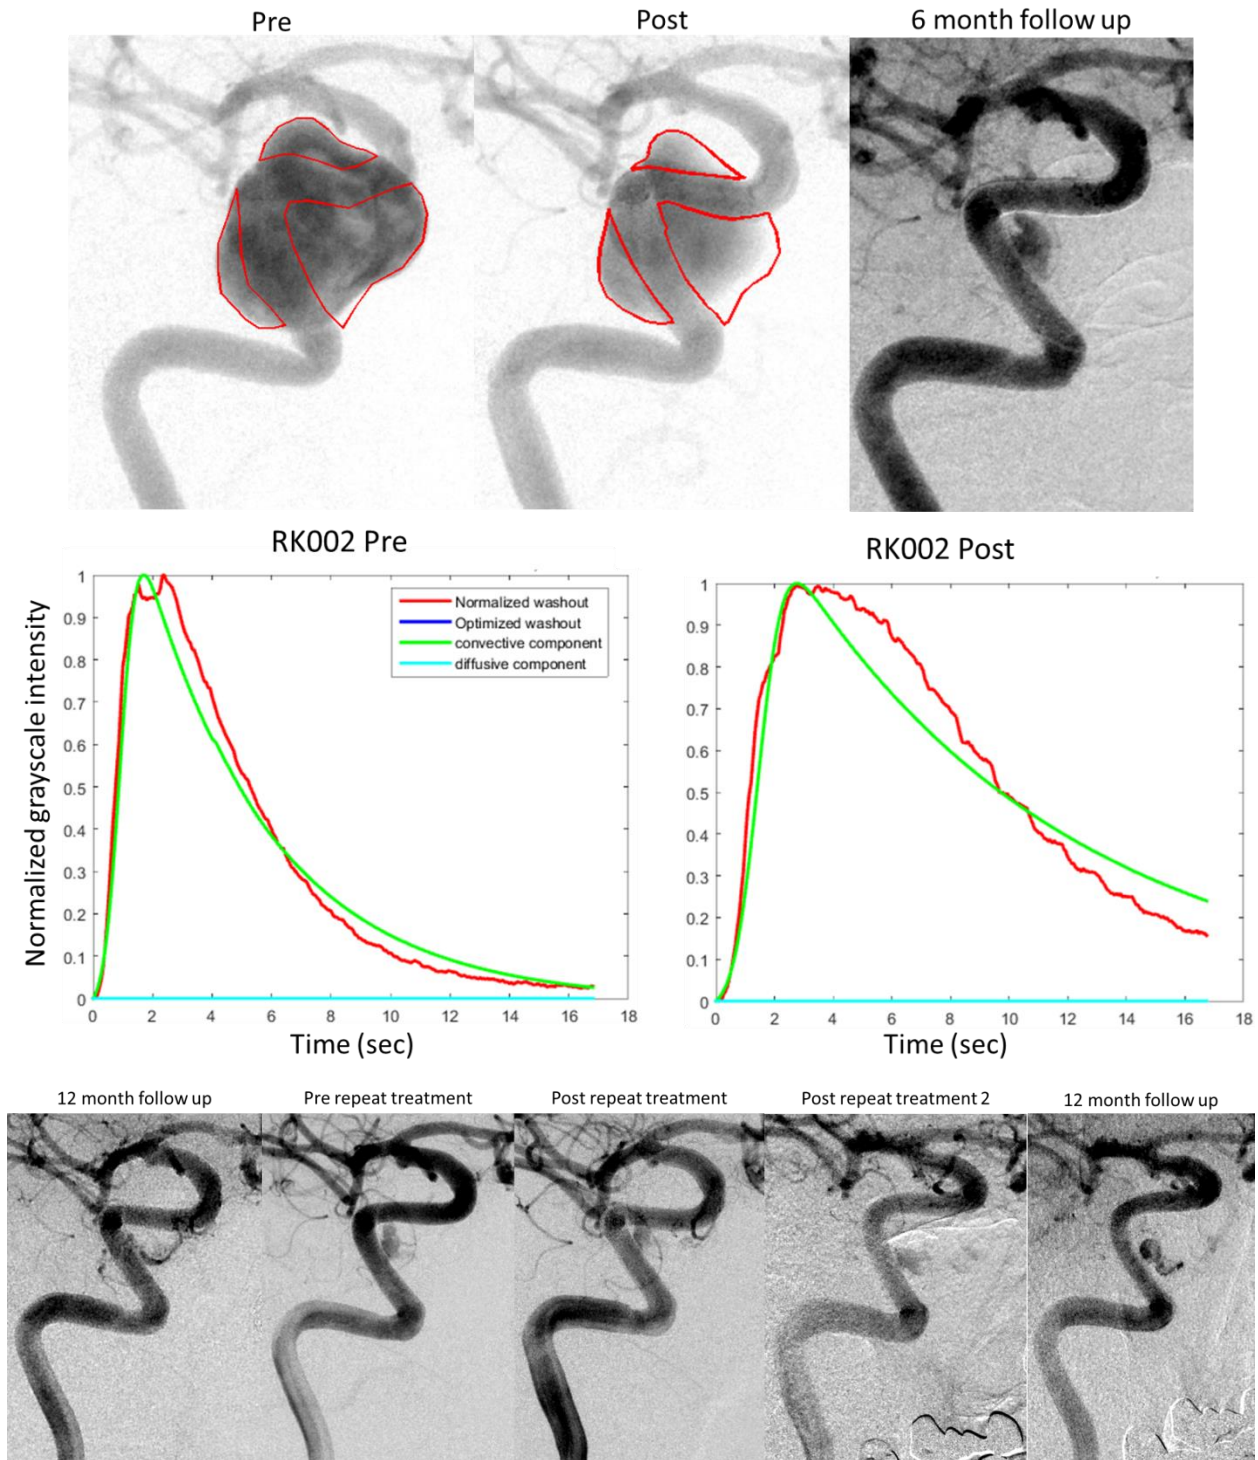 Pre
Post
6 month follow up
RK002 Pre
RK002 Post
Normalized grayscale intensity
1
0.9
0.8
0.7
0.6
0.5
0.4
0.3
0.2
0.1
0
0 2 4 6 8 10 12 14 16 18
Time (sec)
Normalized washout
Optimized washout
convective component
diffusive component
1
0.9
0.8
0.7
0.6
0.5
0.4
0.3
0.2
0.1
0
0 2 4 6 8 10 12 14 16 18
Time (sec)
12 month follow up
Pre repeat treatment
Post repeat treatment
Post repeat treatment 2
12 month follow up